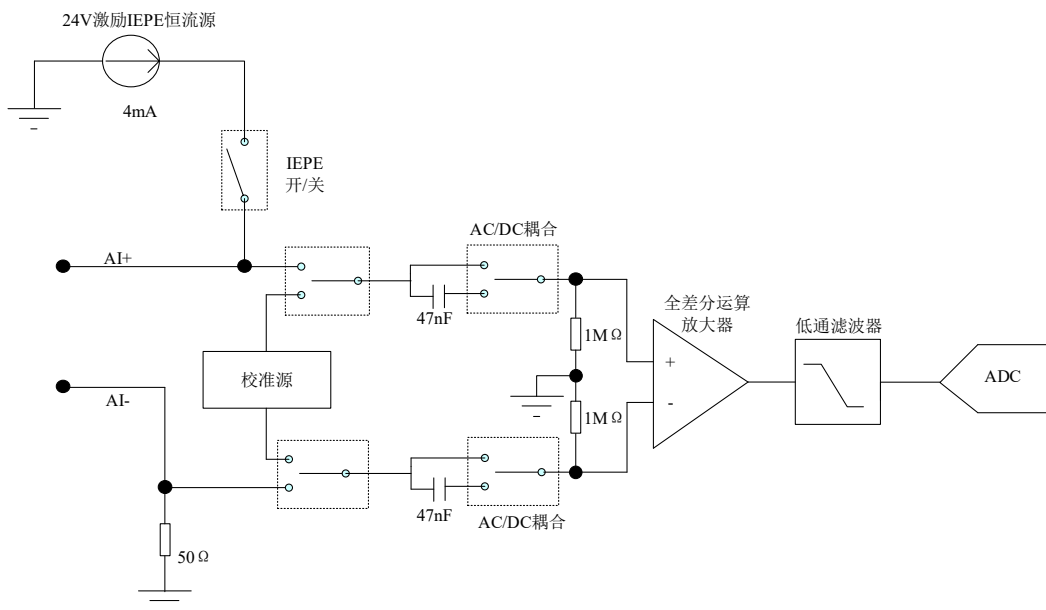 24V激励IEPE恒流源
4mA
IEPE
开/关
AC/DC耦合
AI+
47nF
1MΩ
全差分运算
放大器
低通滤波器
+
ADC
校准源
AI-
-
1MΩ
47nF
AC/DC耦合
50Ω